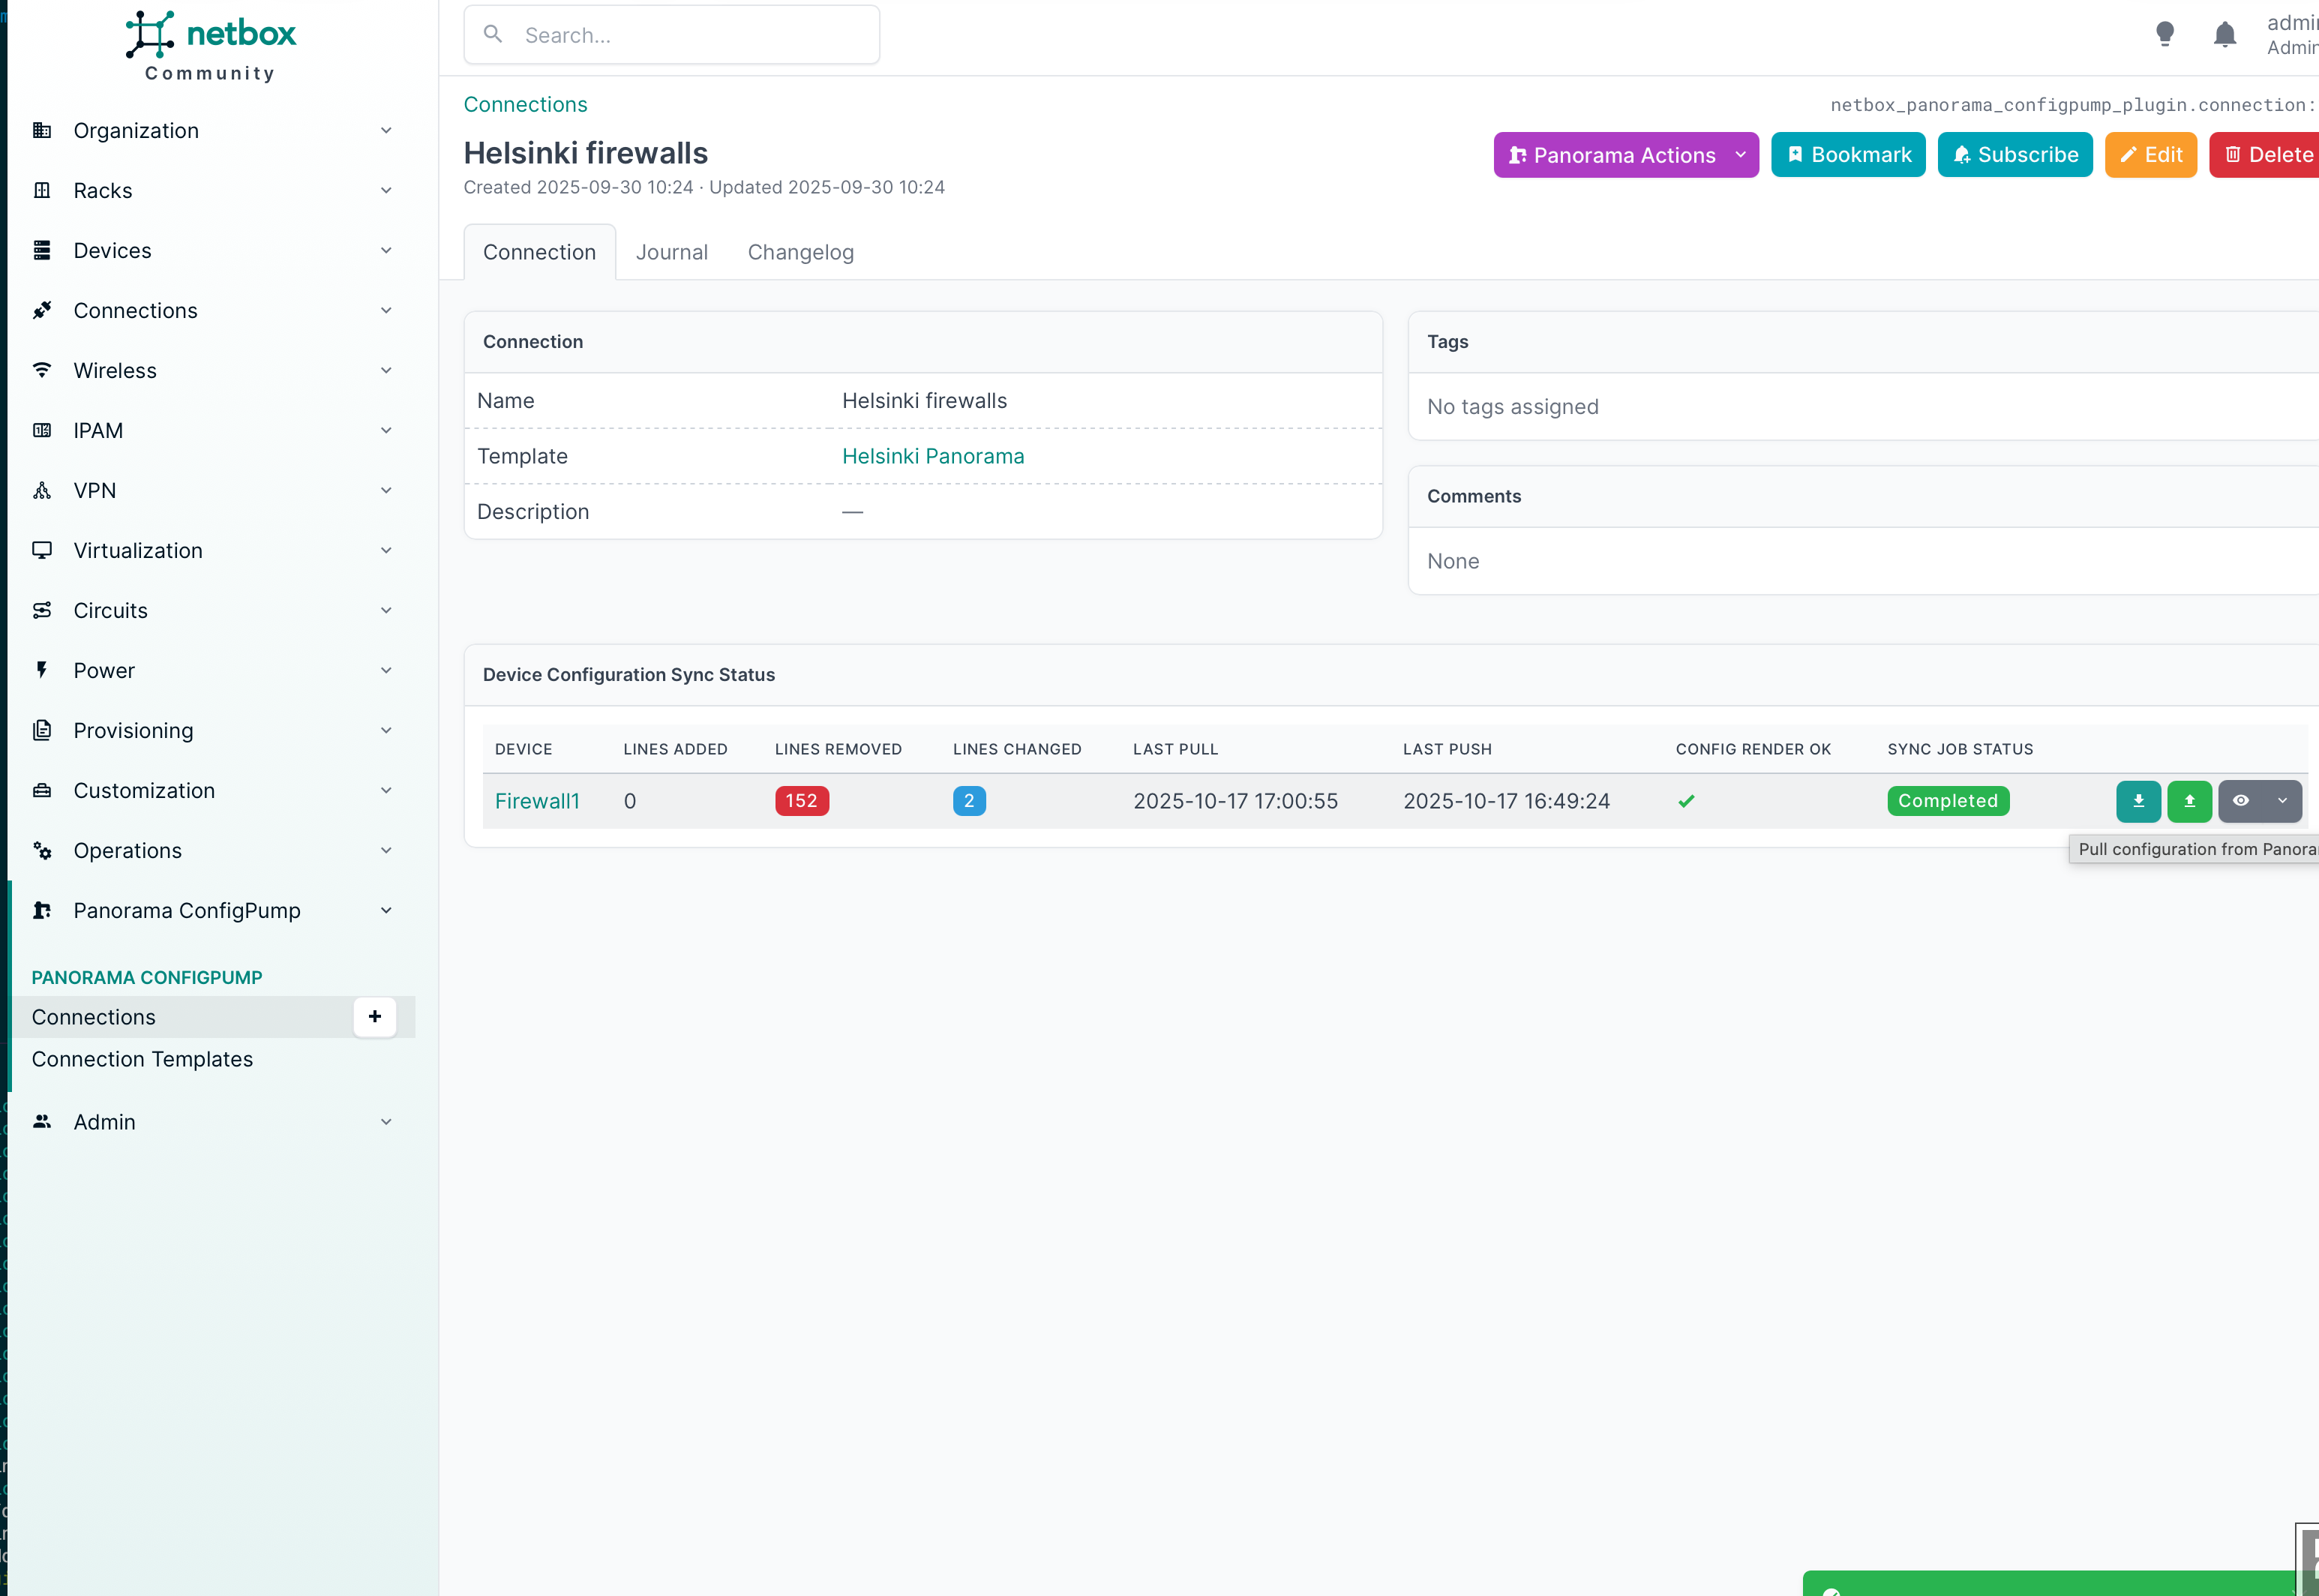 netbox
Community
Search...
admin
Admin
Organization
Racks
Devices
Connections
Wireless
IPAM
VPN
Virtualization
Circuits
Power
Provisioning
Customization
Operations
Panorama ConfigPump
PANORAMA CONFIGPUMP
Connections
+
Connection Templates
Admin
Connections
netbox_panorama_configpump_plugin.connection:
Helsinki firewalls
Created 2025-09-30 10:24 · Updated 2025-09-30 10:24
Panorama Actions
Bookmark
Subscribe
Edit
Delete
Connection
Journal
Changelog
Connection
Name Helsinki firewalls
Template Helsinki Panorama
Description —
Tags
No tags assigned
Comments
None
Device Configuration Sync Status
DEVICE LINES ADDED LINES REMOVED LINES CHANGED LAST PULL LAST PUSH CONFIG RENDER OK SYNC JOB STATUS
Firewall1 0 152 2 2025-10-17 17:00:55 2025-10-17 16:49:24 Completed
Pull configuration from Panora